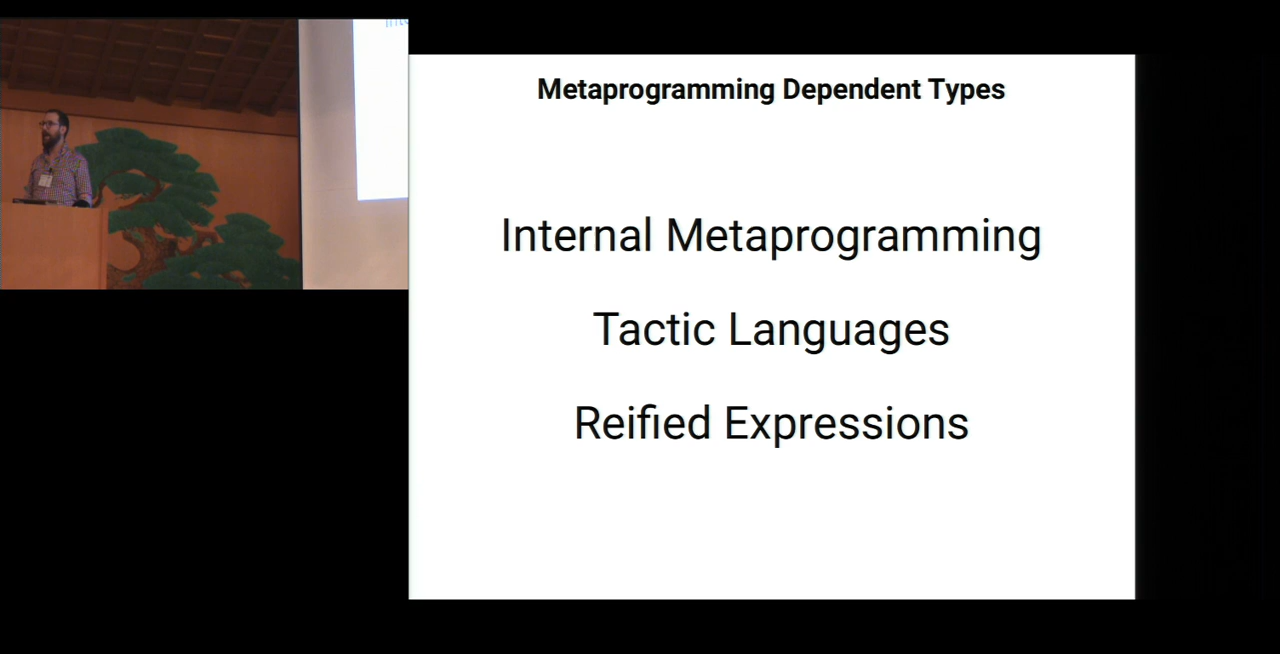 Metaprogramming Dependent Types
Internal Metaprogramming
Tactic Languages
Reified Expressions